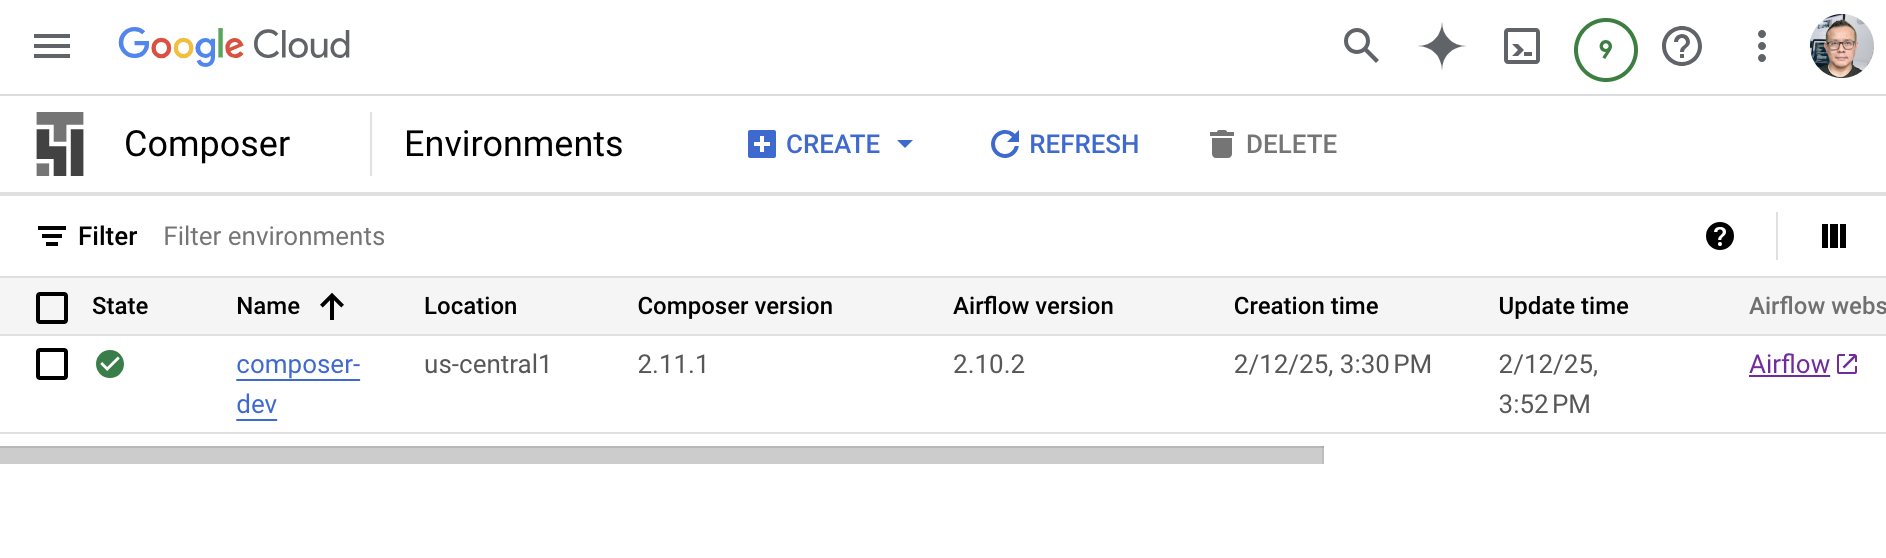 Google Cloud
9
Composer
Environments
CREATE
REFRESH
DELETE
Filter Filter environments
State Name Location Composer version Airflow version Creation time Update time Airflow webs
composer- us-central1 2.11.1 2.10.2 2/12/25, 3:30 PM 2/12/25, Airflow
dev 3:52 PM